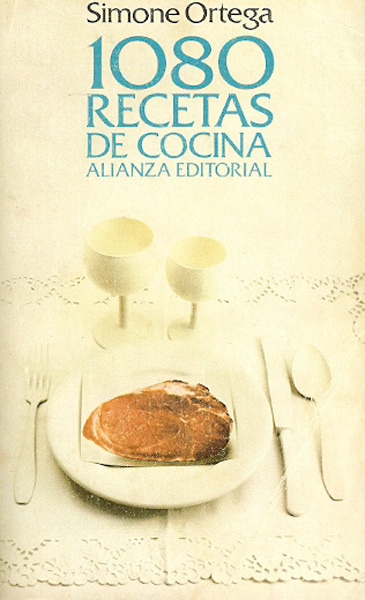 Simone Ortega
1080
RECETAS
DE COCINA
ALIANZA EDITORIAL